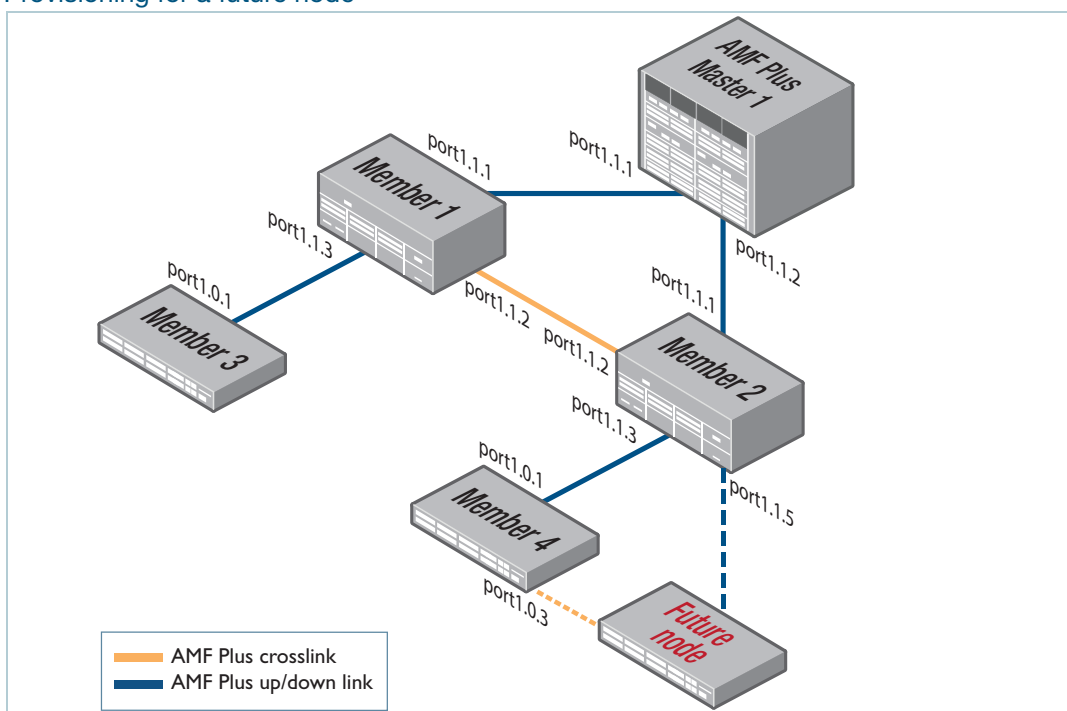 Provisioning for a future node
AMF Plus
Master 1
port1.1.1
port1.1.1
Member 1
port1.1.3
port1.1.2
port1.0.1
port1.1.1
Member 3
port1.1.2
port1.1.2
Member 2
port1.1.3
port1.0.1
port1.1.5
Member 4
port1.0.3
Future
node
AMF Plus crosslink
AMF Plus up/down link